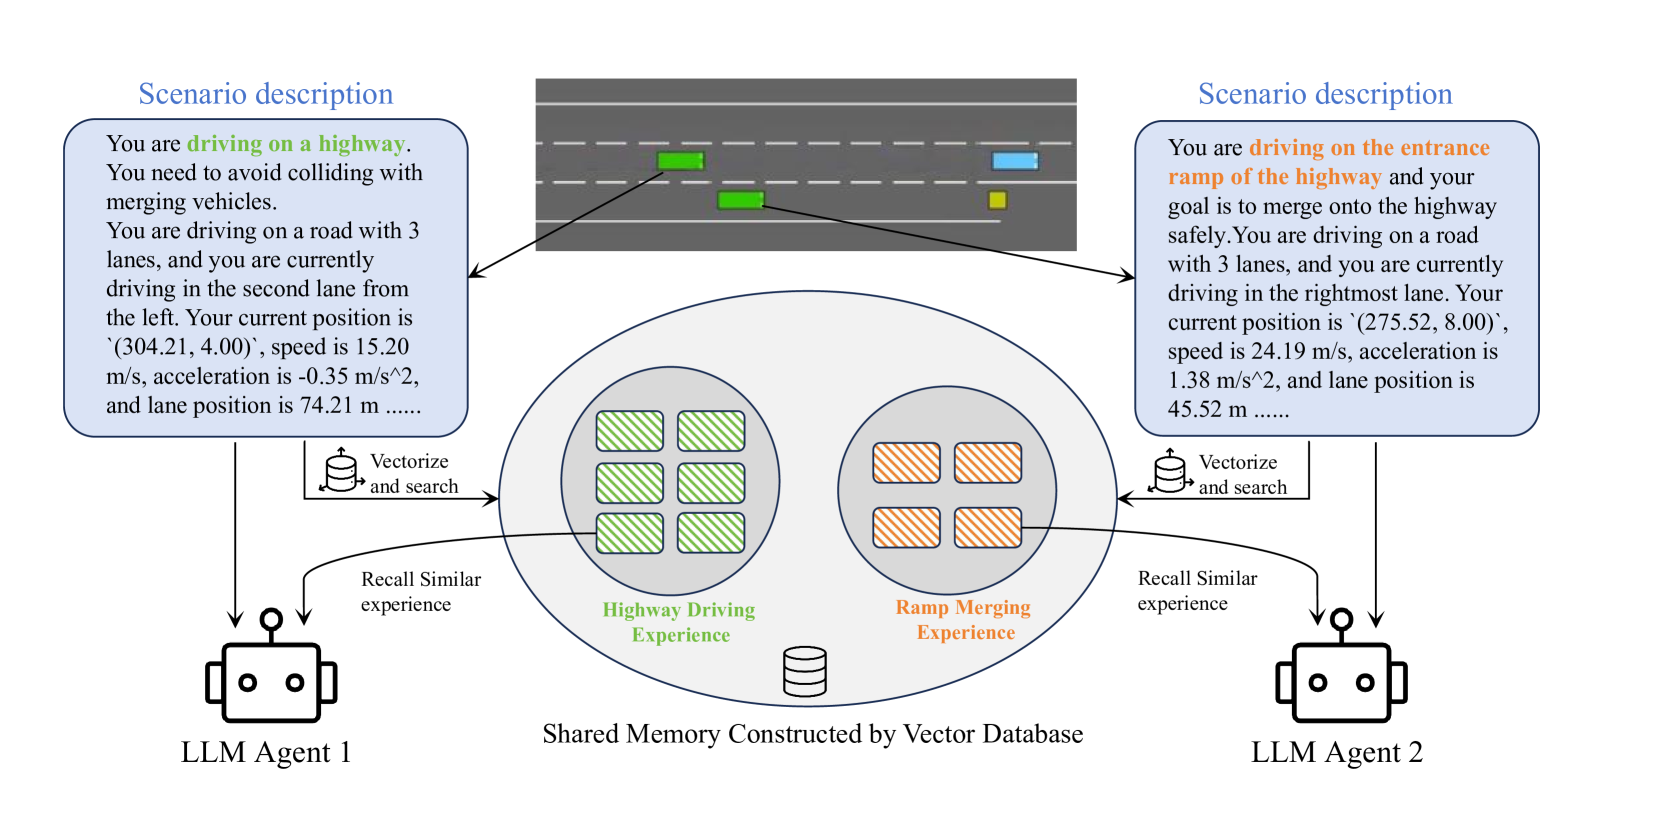 Scenario description
You are driving on a highway.
You need to avoid colliding with
merging vehicles.
You are driving on a road with 3
lanes, and you are currently
driving in the second lane from
the left. Your current position is
`(304.21, 4.00)`, speed is 15.20
m/s, acceleration is -0.35 m/s^2,
and lane position is 74.21 m ......
Scenario description
You are driving on the entrance
ramp of the highway and your
goal is to merge onto the highway
safely.You are driving on a road
with 3 lanes, and you are currently
driving in the rightmost lane. Your
current position is `(275.52, 8.00)`,
speed is 24.19 m/s, acceleration is
1.38 m/s^2, and lane position is
45.52 m ......
Vectorize
and search
Vectorize
and search
Recall Similar
experience
Highway Driving
Experience
Ramp Merging
Experience
Recall Similar
experience
Shared Memory Constructed by Vector Database
LLM Agent 1
LLM Agent 2